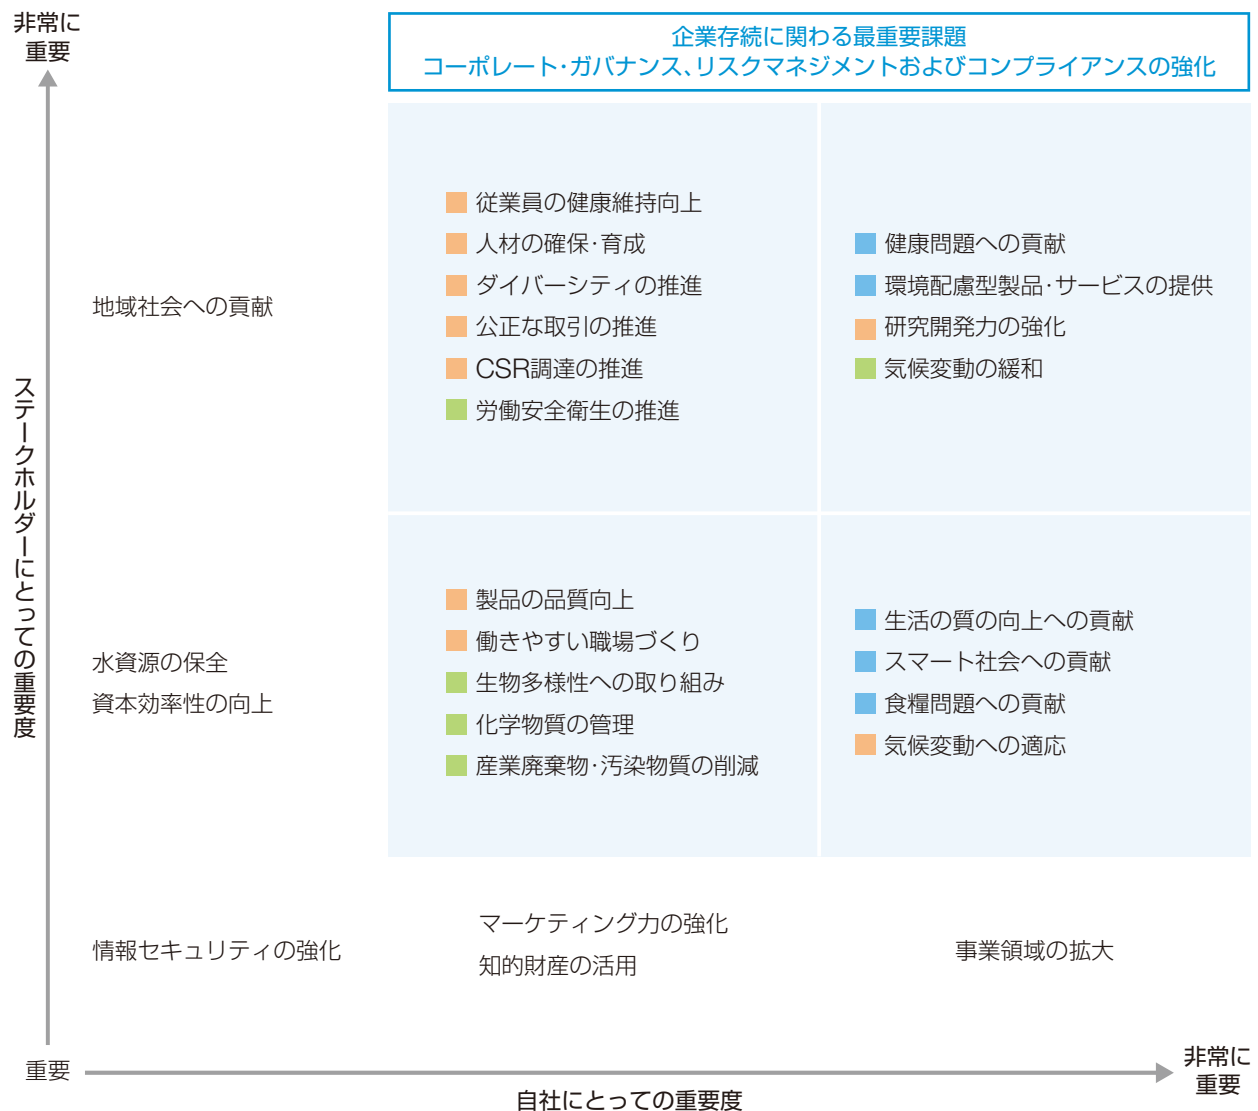 非常に
重要
企業存続に関わる最重要課題
コーポレート･ガバナンス､リスクマネジメントおよびコンプライアンスの強化
ステークホルダーにとっての重要度
地域社会への貢献
従業員の健康維持向上
人材の確保･育成
ダイバーシティの推進
公正な取引の推進
CSR調達の推進
労働安全衛生の推進
健康問題への貢献
環境配慮型製品･サービスの提供
研究開発力の強化
気候変動の緩和
水資源の保全
資本効率性の向上
製品の品質向上
働きやすい職場づくり
生物多様性への取り組み
化学物質の管理
産業廃棄物･汚染物質の削減
生活の質の向上への貢献
スマート社会への貢献
食糧問題への貢献
気候変動への適応
情報セキュリティの強化
マーケティング力の強化
知的財産の活用
事業領域の拡大
重要
自社にとっての重要度
非常に
重要